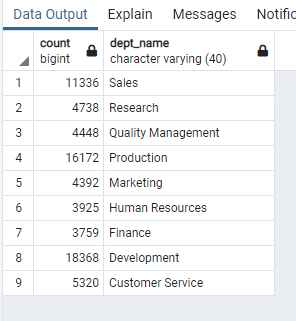 Data Output Explain Messages
count dept_name
bigint character varying (40)
1 11336 Sales
2 4738 Research
3 4448 Quality Management
4 16172 Production
5 4392 Marketing
6 3925 Human Resources
7 3759 Finance
8 18368 Development
9 5320 Customer Service